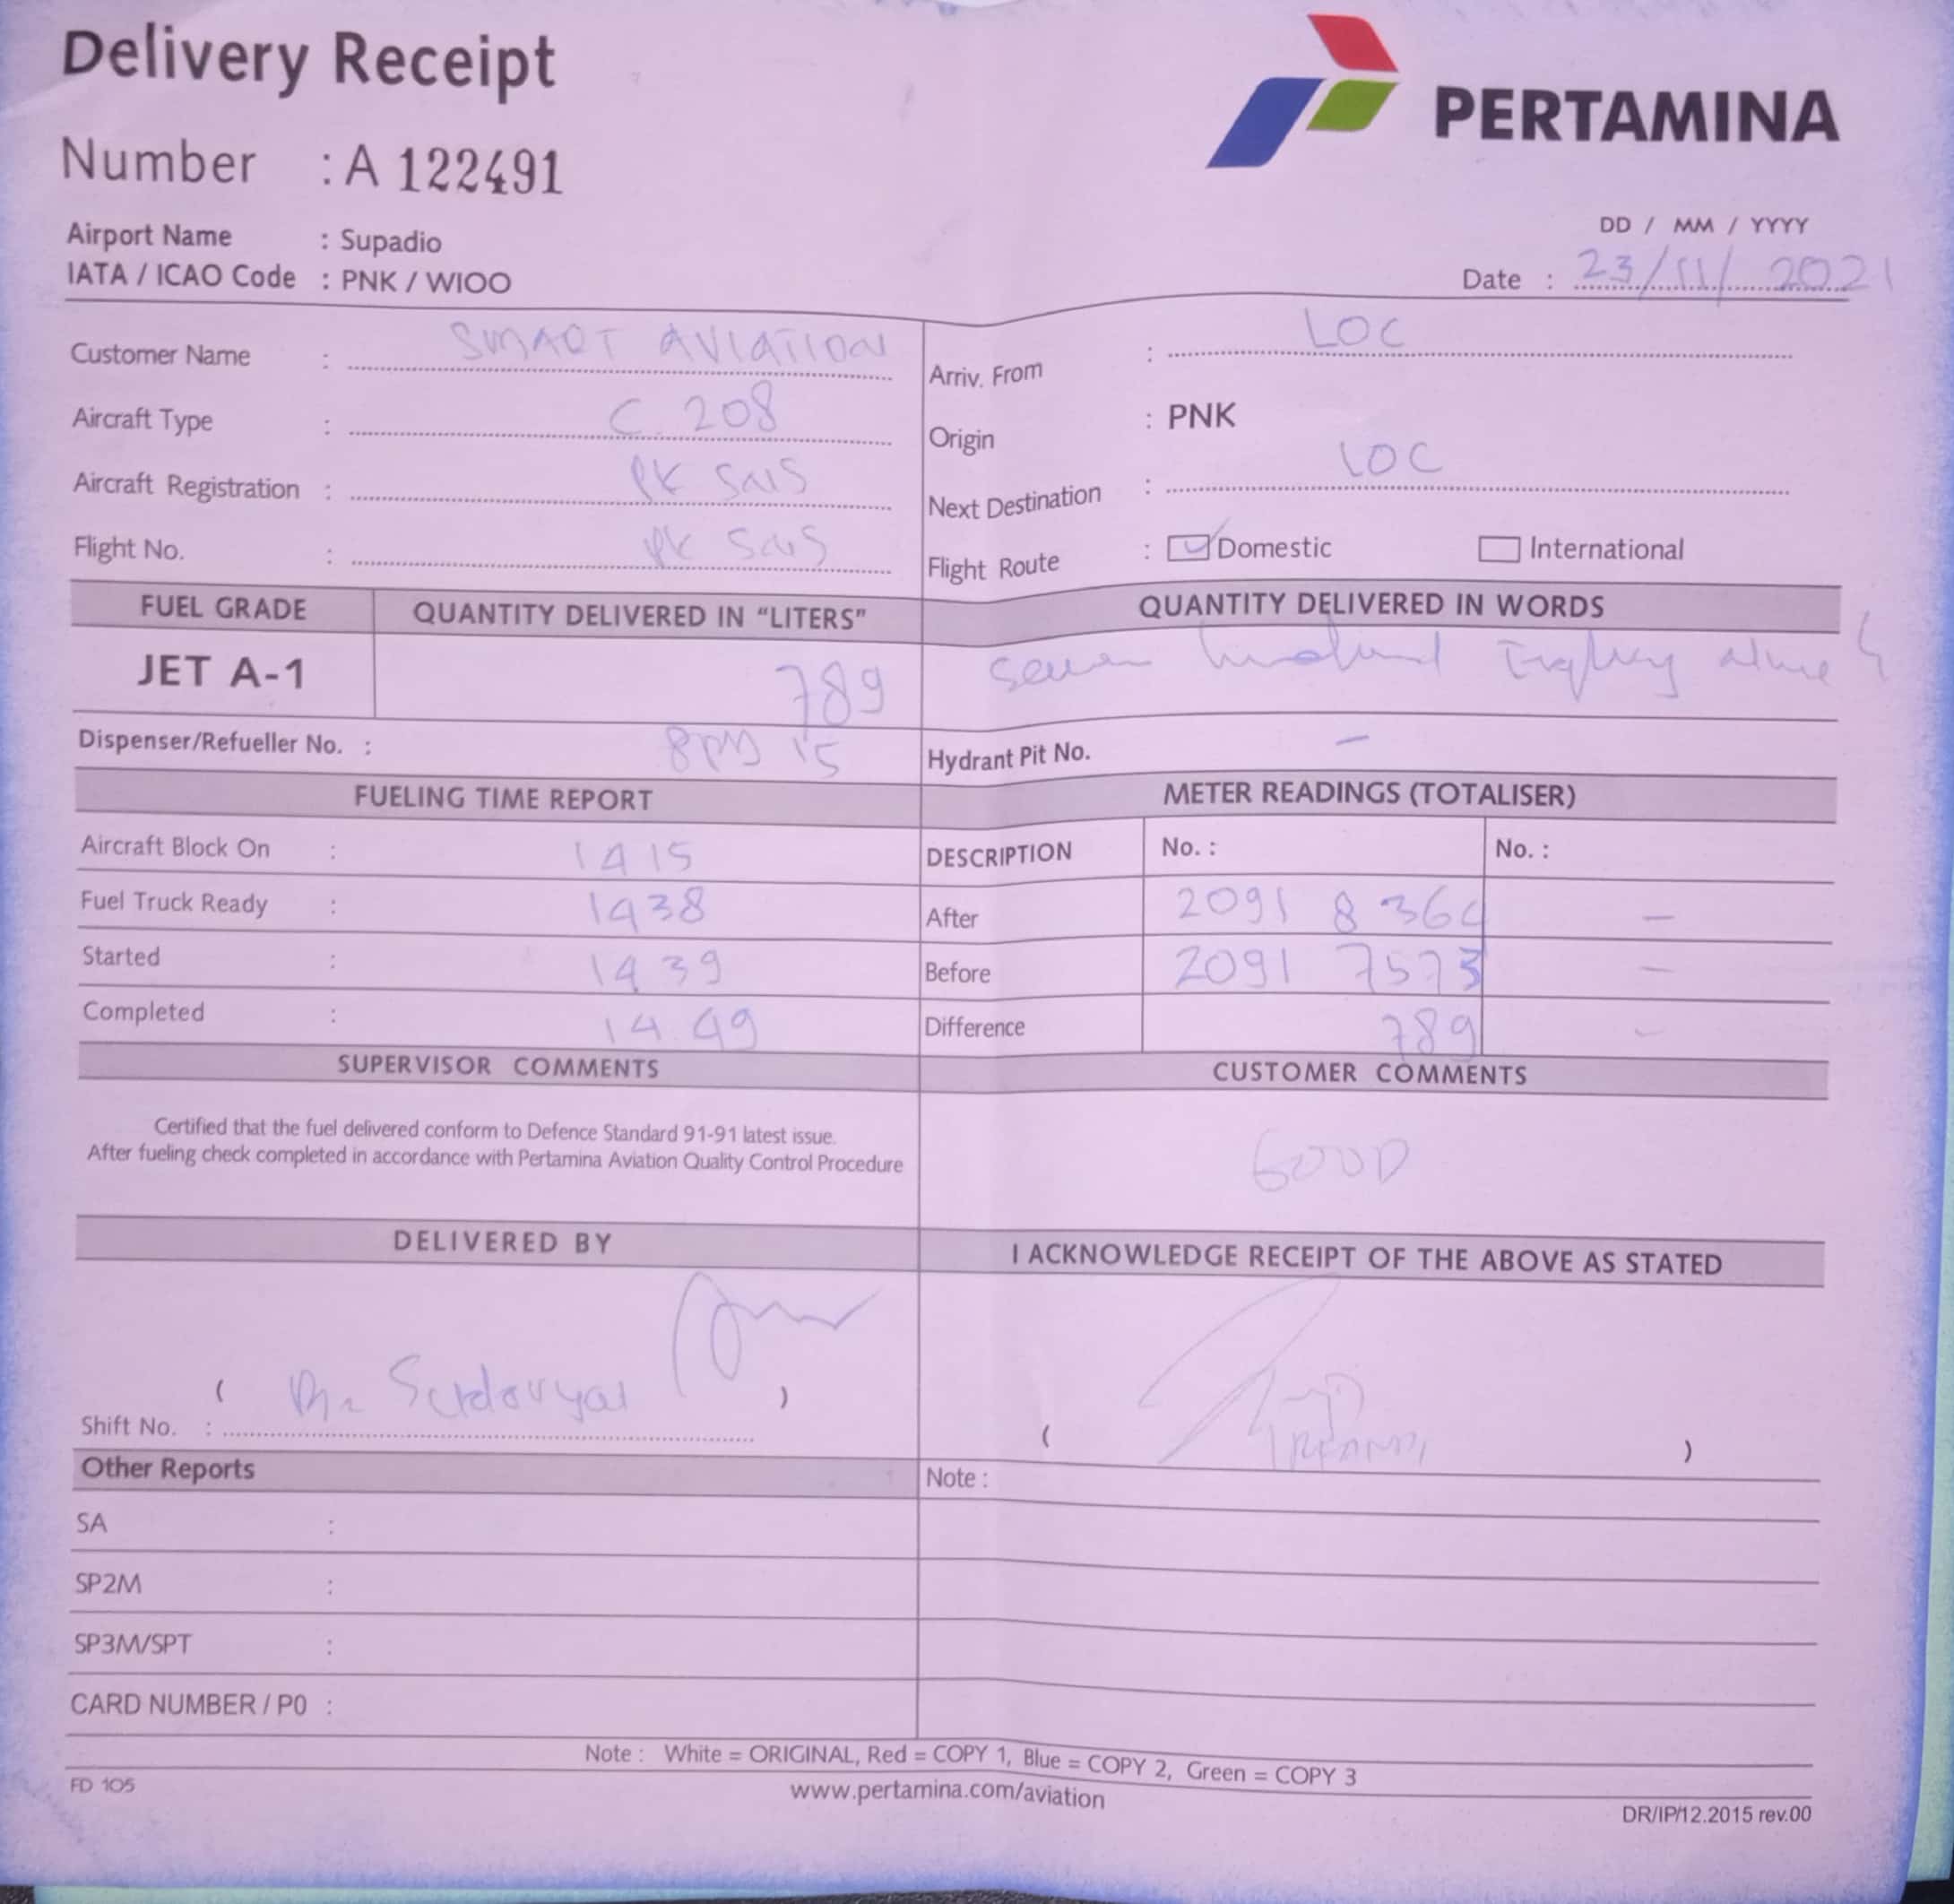 Delivery Receipt
PERTAMINA
Number : A 122491
Airport Name : Supadio
IATA / ICAO Code : PNK / WIOO
DD / MM / YYYY
Date : 23/11/2021
Customer Name : SMART AVIATION
Arriv. From : LOC
Aircraft Type : C 208
Origin : PNK
Aircraft Registration : PK SNS
Next Destination : LOC
Flight No. : PK SNS
Flight Route : Domestic International
FUEL GRADE QUANTITY DELIVERED IN “LITERS” QUANTITY DELIVERED IN WORDS
JET A-1 789 seven hundred Eighty Nine
Dispenser/Refueller No. : 15
Hydrant Pit No. -
FUELING TIME REPORT METER READINGS (TOTALISER)
Aircraft Block On : 1415
DESCRIPTION No. : No. :
Fuel Truck Ready : 1438
After 2091 8 -
Started : 1439
Before 2091 -
Completed : 14.49
Difference 789 -
SUPERVISOR COMMENTS CUSTOMER COMMENTS
Certified that the fuel delivered conform to Defence Standard 91-91 latest issue.
After fueling check completed in accordance with Pertamina Aviation Quality Control Procedure
GOOD
DELIVERED BY I ACKNOWLEDGE RECEIPT OF THE ABOVE AS STATED
( )
Shift No. :
( )
Other Reports Note :
SA :
SP2M :
SP3M/SPT :
CARD NUMBER / P0 :
Note : White = ORIGINAL, Red = COPY 1, Blue = COPY 2, Green = COPY 3
FD 105
www.pertamina.com/aviation
DR/IP/12.2015 rev.00